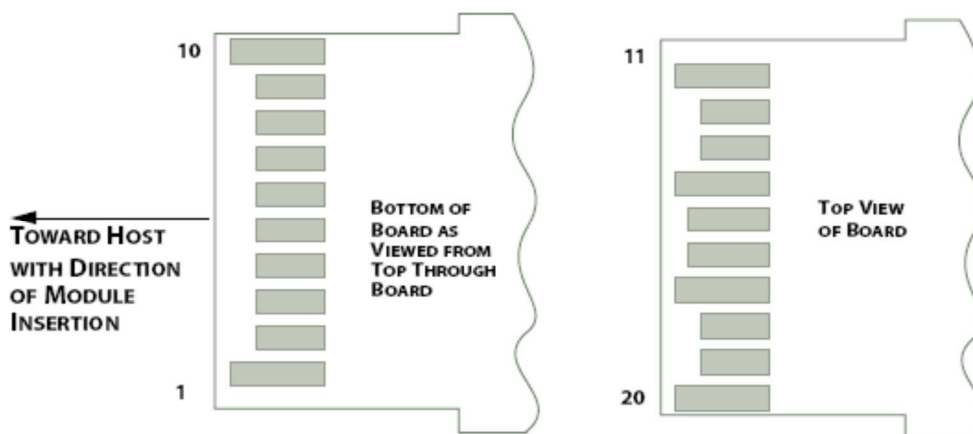 10
1
TOWARD HOST
WITH DIRECTION
OF MODULE
INSERTION
BOTTOM OF
BOARD AS
VIEWED FROM
TOP THROUGH
BOARD
11
20
TOP VIEW
OF BOARD